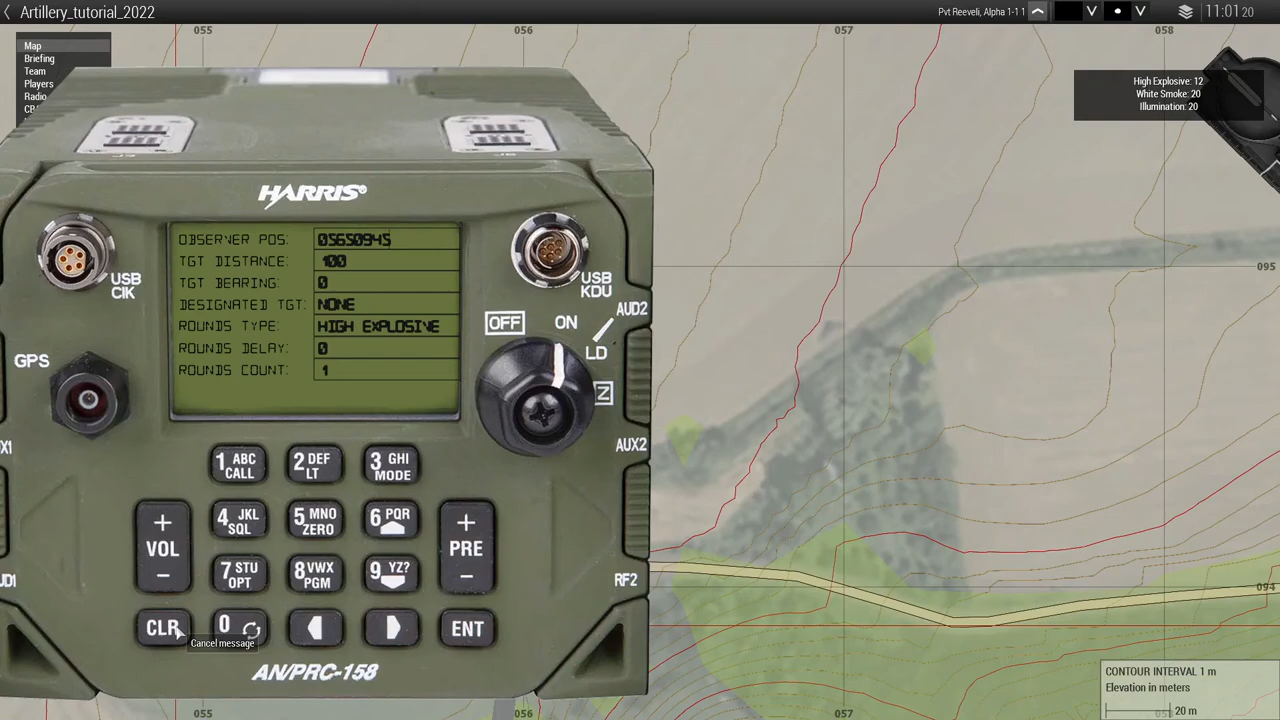 Artillery_tutorial_2022
Pvt Reeveli, Alpha 1-1 1
11:01 20
055
056
057
058
Map
Briefing
Team
Players
Radio
High Explosive: 12
White Smoke: 20
Illumination: 20
HARRIS®
OBSERVER POS: 05650945
TGT DISTANCE: 100
TGT BEARING: 0
DESIGNATED TGT: NONE
ROUNDS TYPE: HIGH EXPLOSIVE
ROUNDS DELAY: 0
ROUNDS COUNT: 1
USB
CIK
USB
KDU
AUD2
OFF
ON
LD
Z
GPS
AUX2
095
1 ABC
CALL
2 DEF
LT
3 GHI
MODE
4 JKL
SQL
5 MNO
ZERO
6 PQR
+
VOL
-
+
PRE
-
7 STU
OPT
8 VWX
PGM
9 YZ?
RF2
094
CLR
0
ENT
Cancel message
AN/PRC-158
CONTOUR INTERVAL 1 m
Elevation in meters
20 m
055
056
057